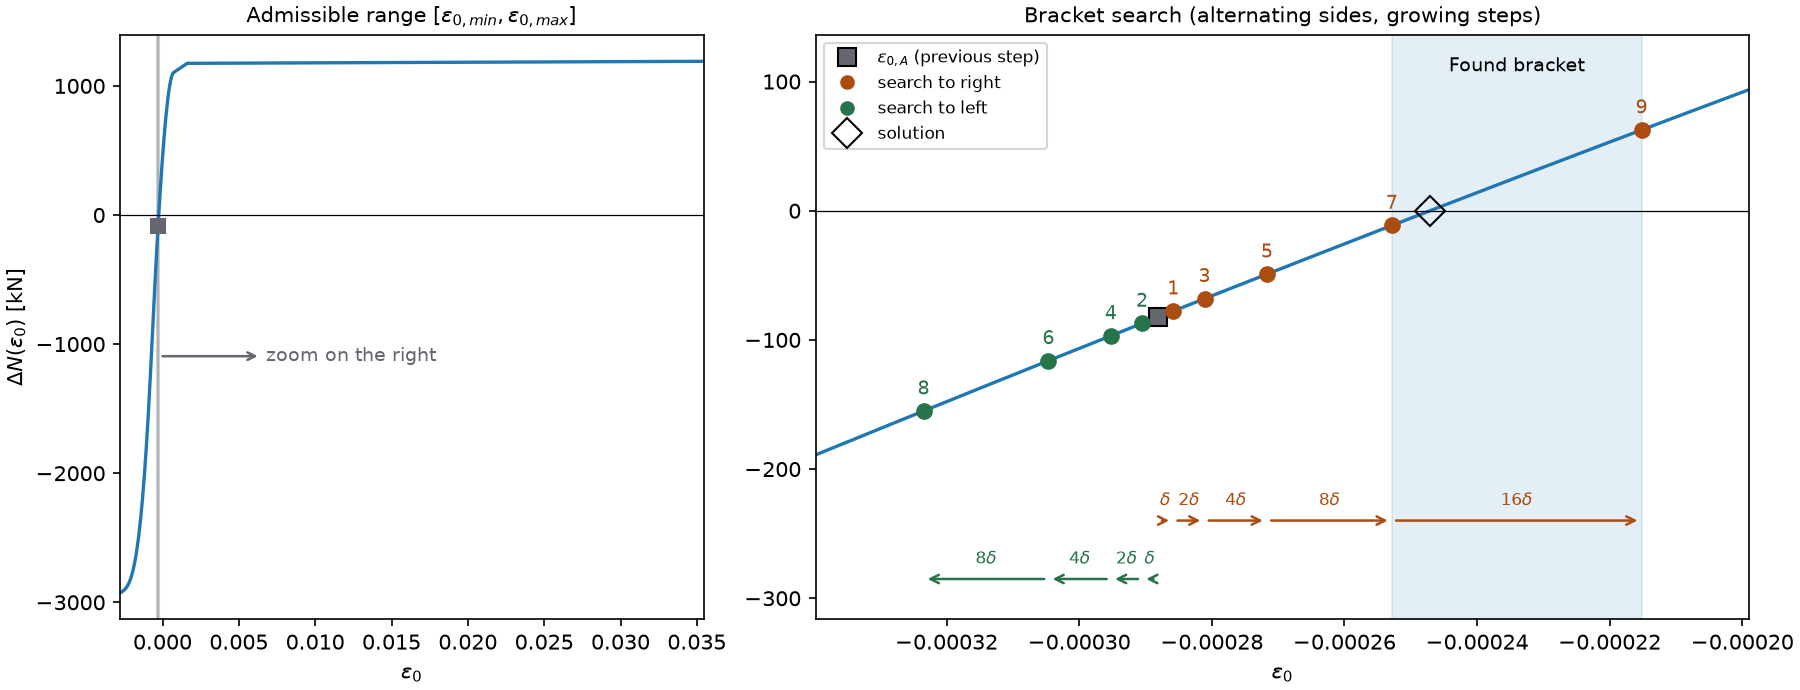 Admissible range [ε0,min, ε0,max]
1000
0
−1000
−2000
−3000
ΔN(ε0) [kN]
zoom on the right
0.000 0.005 0.010 0.015 0.020 0.025 0.030 0.035
ε0
Bracket search (alternating sides, growing steps)
ε0,A (previous step)
search to right
search to left
solution
Found bracket
100
0
−100
−200
−300
9
7
5
3
1
2
4
6
8
δ 2δ 4δ 8δ 16δ
8δ 4δ 2δ δ
−0.00032 −0.00030 −0.00028 −0.00026 −0.00024 −0.00022 −0.00020
ε0